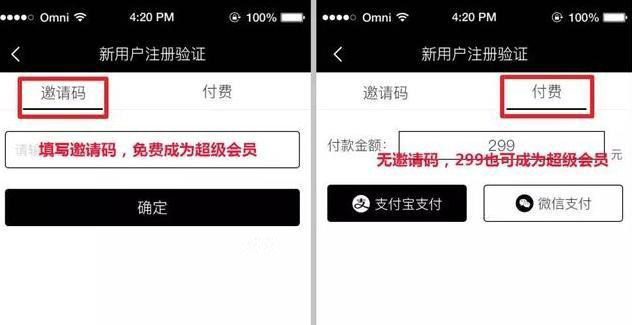 Omni 4:20 PM 100%
新用户注册验证
邀请码 付费
填写邀请码，免费成为超级会员
确定
Omni 4:20 PM 100%
新用户注册验证
邀请码 付费
付款金额： 299 元
无邀请码，299也可成为超级会员
支付宝支付 微信支付